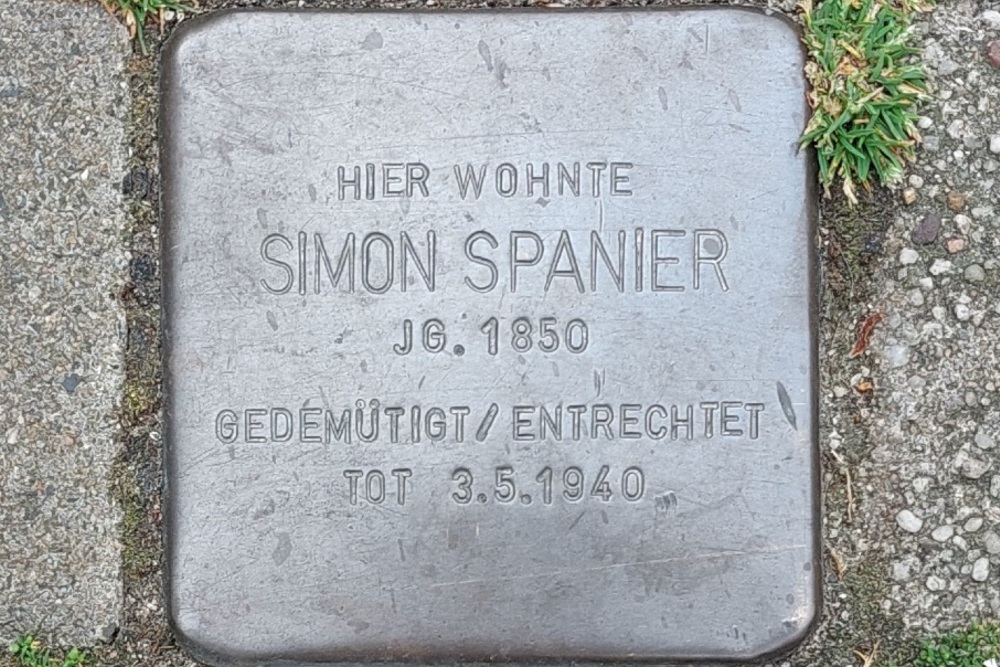 HIER WOHNTE
SIMON SPANIER
JG. 1850
GEDEMÜTIGT/ENTRECHTET
TOT 3.5.1940